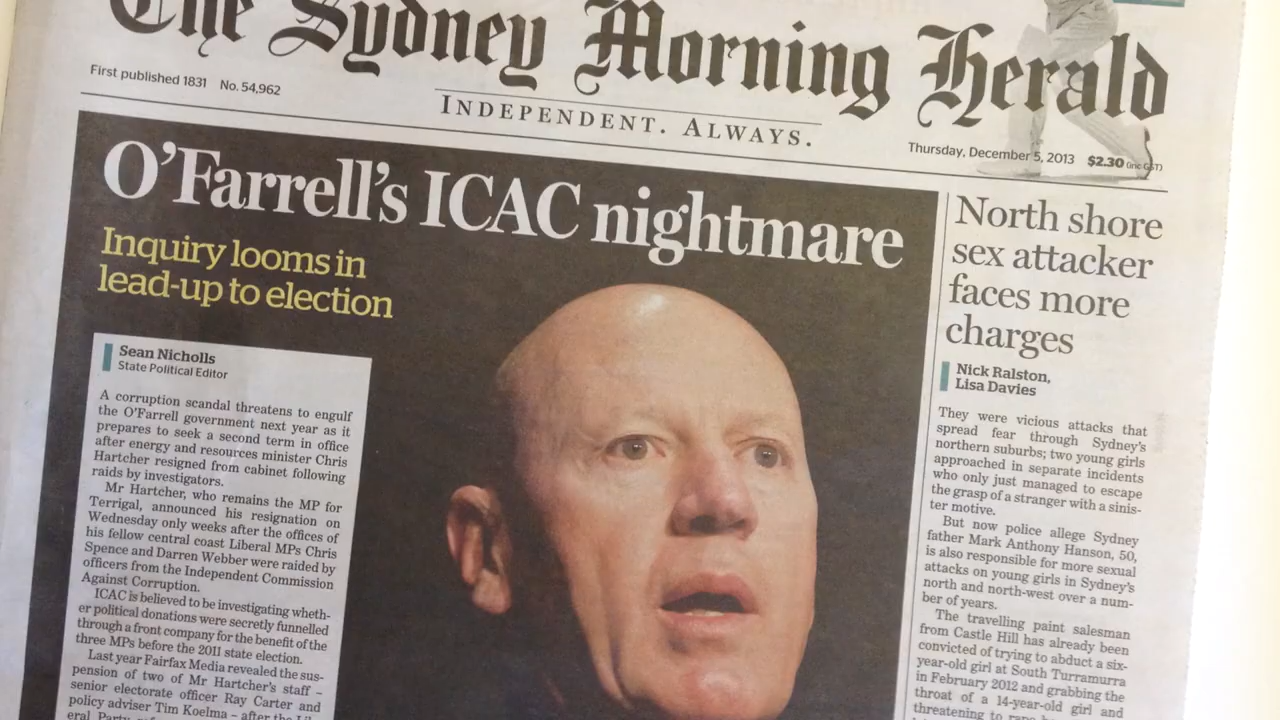 The Sydney Morning Herald
First published 1831 No. 54,962
INDEPENDENT. ALWAYS.
Thursday, December 5, 2013 $2.30 (inc GST)
O'Farrell's ICAC nightmare
Inquiry looms in
lead-up to election
Sean Nicholls
State Political Editor
A corruption scandal threatens to engulf
the O'Farrell government next year as it
prepares to seek a second term in office
after energy and resources minister Chris
Hartcher resigned from cabinet following
raids by investigators.
Mr Hartcher, who remains the MP for
Terrigal, announced his resignation on
Wednesday only weeks after the offices of
his fellow central coast Liberal MPs Chris
Spence and Darren Webber were raided by
officers from the Independent Commission
Against Corruption.
ICAC is believed to be investigating wheth-
er political donations were secretly funnelled
through a front company for the benefit of the
three MPs before the 2011 state election.
Last year Fairfax Media revealed the sus-
pension of two of Mr Hartcher's staff –
senior electorate officer Ray Carter and
policy adviser Tim Koelma – after the
eral Party
North shore
sex attacker
faces more
charges
Nick Ralston,
Lisa Davies
They were vicious attacks that
spread fear through Sydney's
northern suburbs; two young girls
approached in separate incidents
who only just managed to escape
the grasp of a stranger with a sinis-
ter motive.
But now police allege Sydney
father Mark Anthony Hanson, 50,
is also responsible for more sexual
attacks on young girls in Sydney's
north and north-west over a num-
ber of years.
The travelling paint salesman
from Castle Hill has already been
convicted of trying to abduct a six-
year-old girl at South Turramurra
in February 2012 and grabbing the
throat of a 14-year-old girl and
threatening to